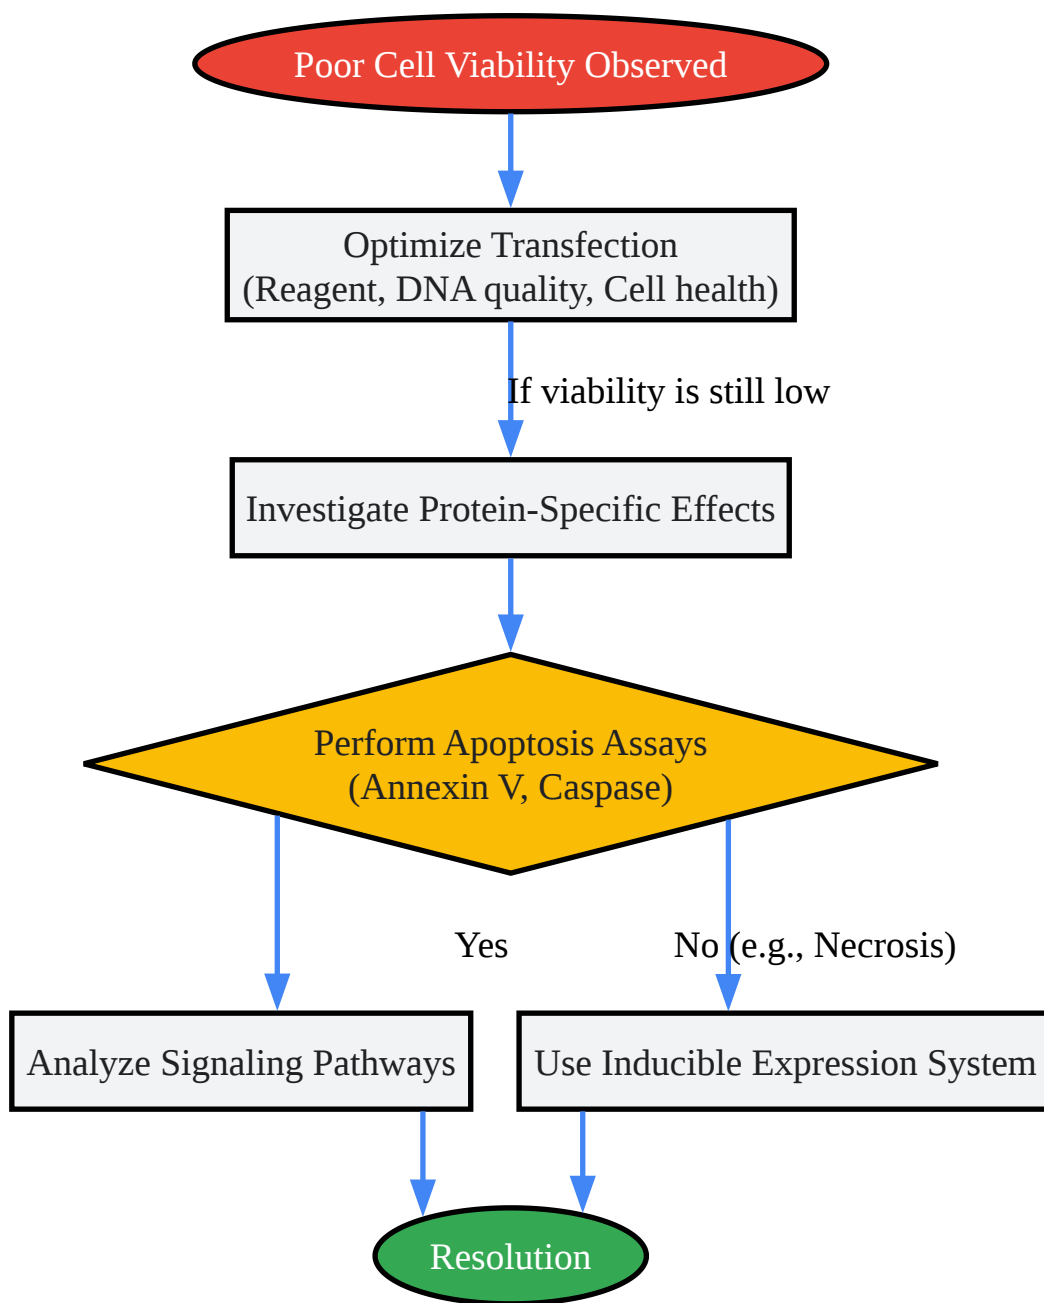 Poor Cell Viability Observed
Optimize Transfection
(Reagent, DNA quality, Cell health)
If viability is still low
Investigate Protein-Specific Effects
Perform Apoptosis Assays
(Annexin V, Caspase)
Yes
No (e.g., Necrosis)
Analyze Signaling Pathways
Use Inducible Expression System
Resolution